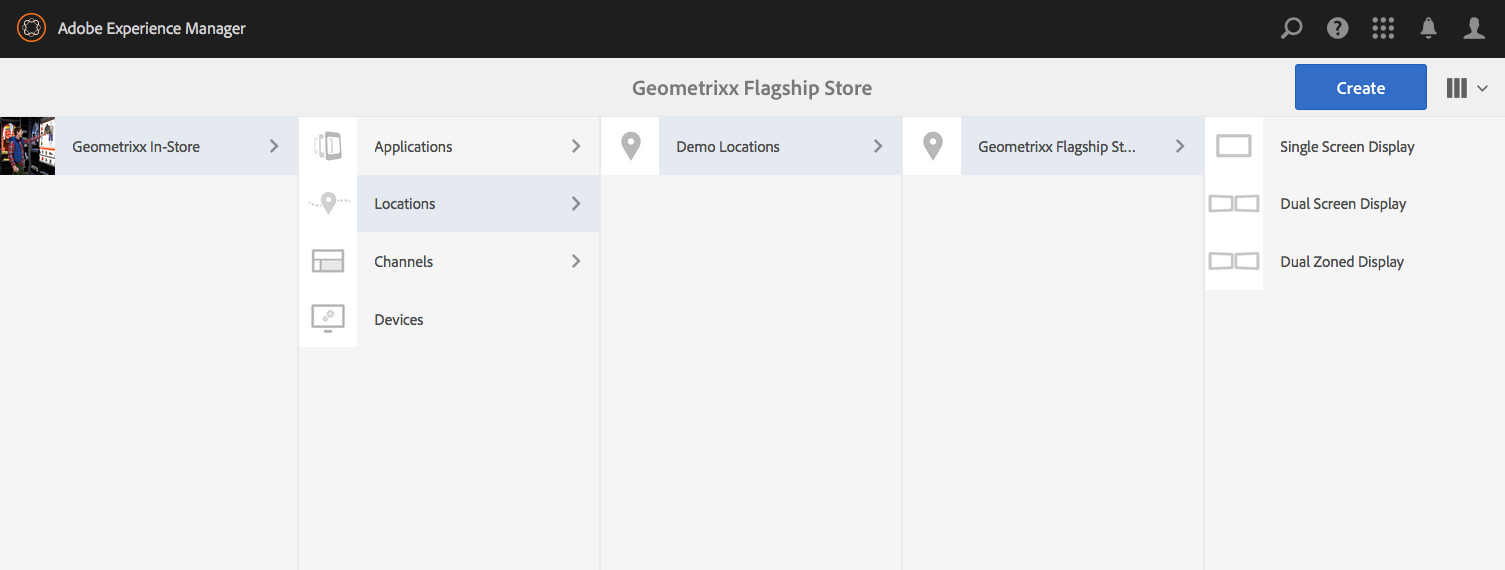 Adobe Experience Manager
Geometrixx Flagship Store
Create
Geometrixx In-Store
Applications
Locations
Channels
Devices
Demo Locations
Geometrixx Flagship St...
Single Screen Display
Dual Screen Display
Dual Zoned Display